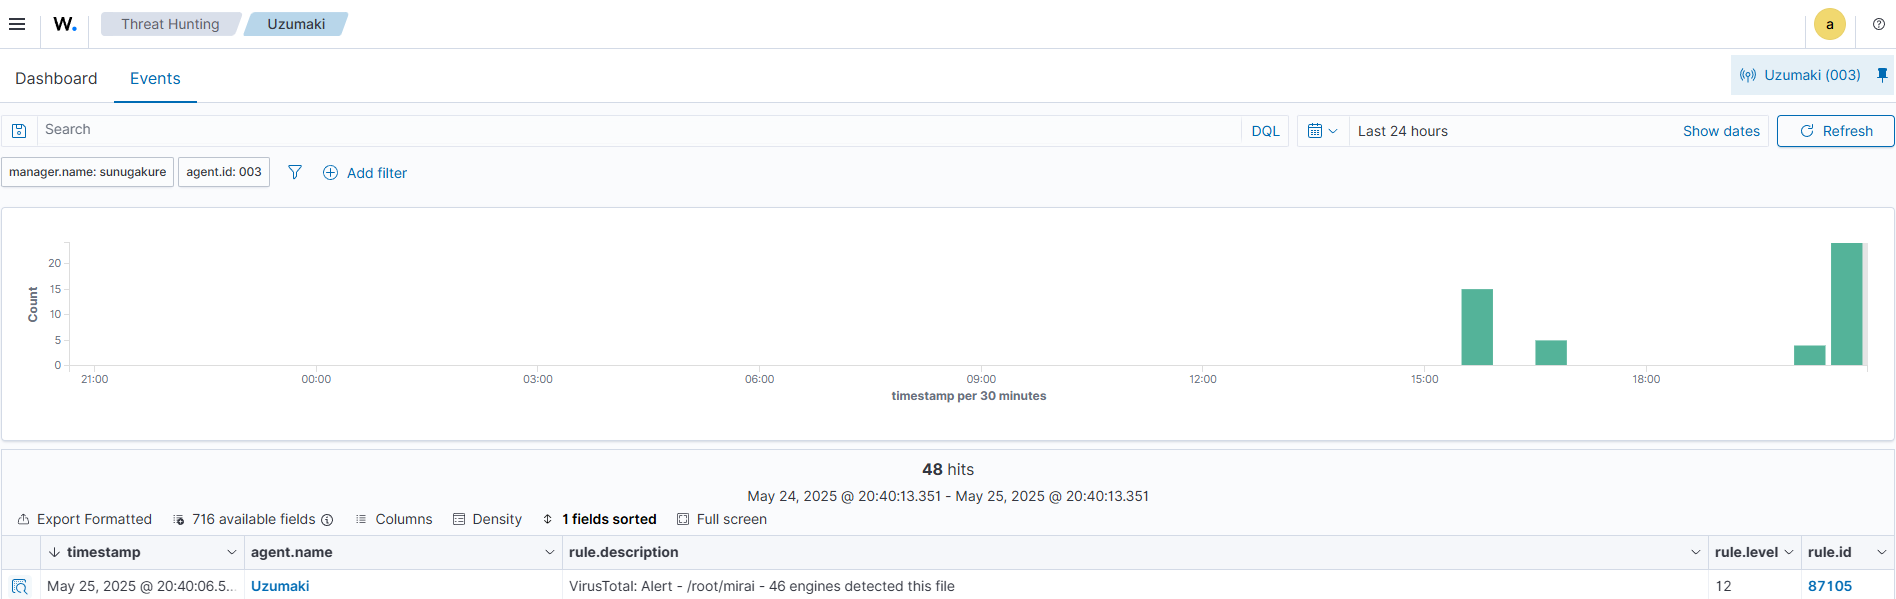 W. Threat Hunting Uzumaki a
Dashboard Events Uzumaki (003)
Search DQL Last 24 hours Show dates Refresh
manager.name: sunugakure agent.id: 003 Add filter
20
15
10
5
0
Count
21:00 00:00 03:00 06:00 09:00 12:00 15:00 18:00
timestamp per 30 minutes
48 hits
May 24, 2025 @ 20:40:13.351 - May 25, 2025 @ 20:40:13.351
Export Formatted 716 available fields Columns Density 1 fields sorted Full screen
timestamp agent.name rule.description rule.level rule.id
May 25, 2025 @ 20:40:06.5... Uzumaki VirusTotal: Alert - /root/mirai - 46 engines detected this file 12 87105